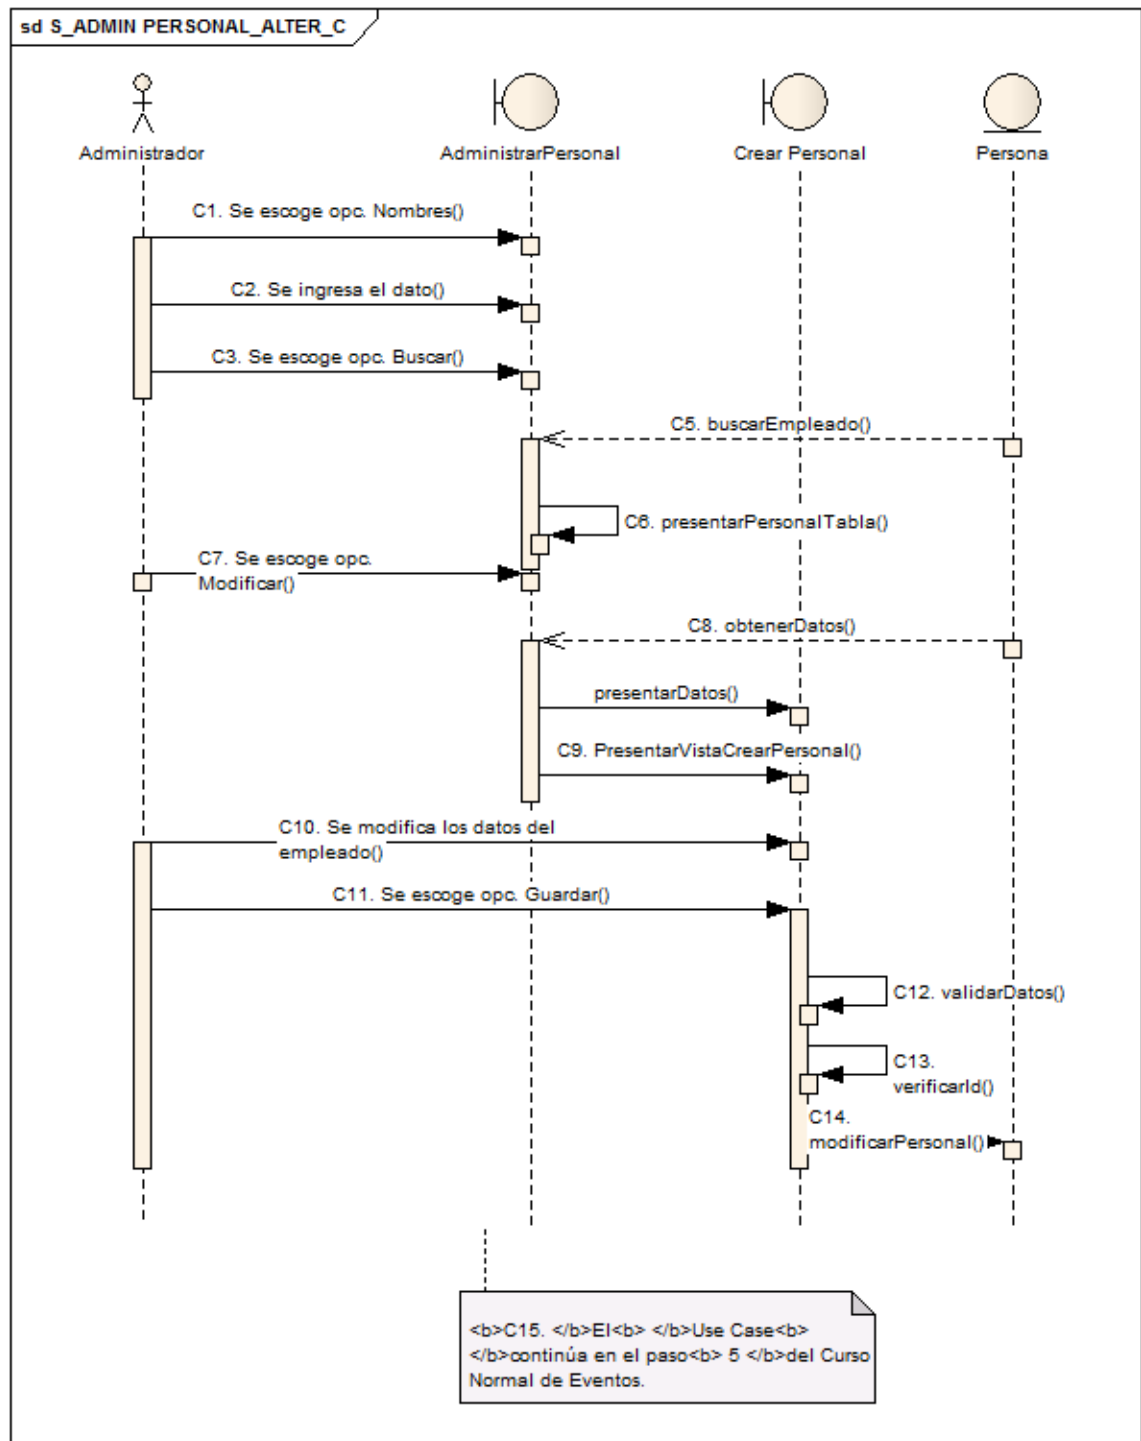 sd S_ADMIN PERSONAL_ALTER_C
Administrador
AdministrarPersonal
Crear Personal
Persona
C1. Se escoge opc. Nombres()
C2. Se ingresa el dato()
C3. Se escoge opc. Buscar()
C5. buscarEmpleado()
C6. presentarPersonalTabla()
C7. Se escoge opc.
Modificar()
C8. obtenerDatos()
presentarDatos()
C9. PresentarVistaCrearPersonal()
C10. Se modifica los datos del
empleado()
C11. Se escoge opc. Guardar()
C12. validarDatos()
C13.
verificarId()
C14.
modificarPersonal()
<b>C15. </b>El<b> </b>Use Case<b>
</b>continúa en el paso<b> 5 </b>del Curso
Normal de Eventos.